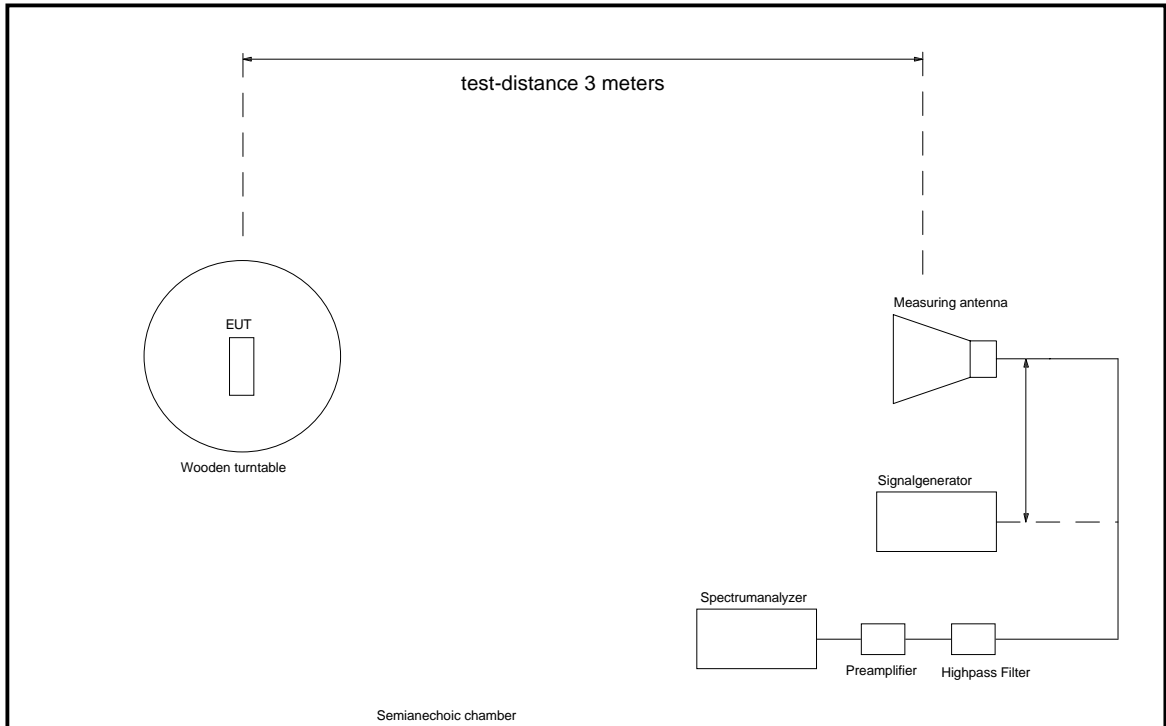 test-distance 3 meters
Measuring antenna
EUT
Wooden turntable
Signalgenerator
Spectrumanalyzer
Preamplifier
Highpass Filter
Semianechoic chamber